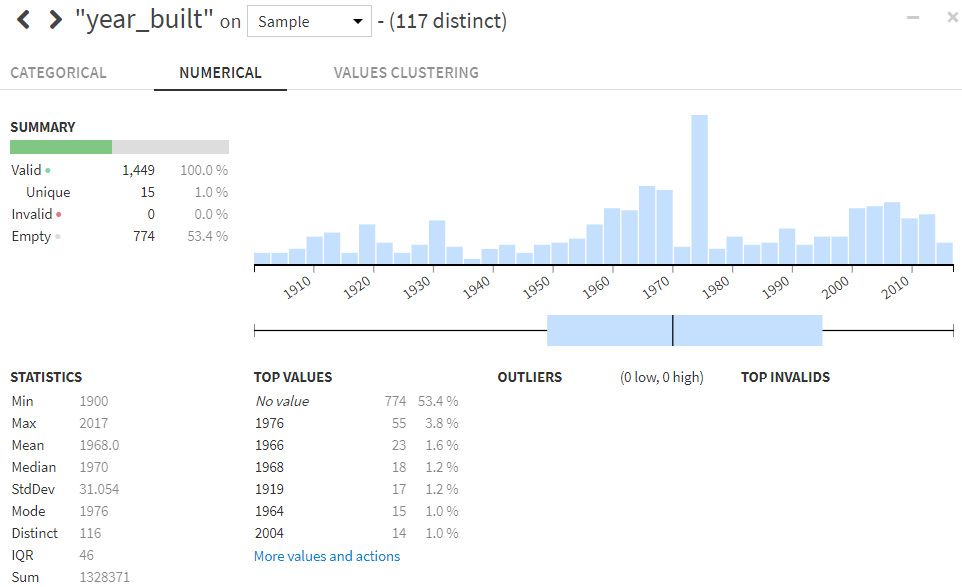 "year_built" on Sample - (117 distinct)
CATEGORICAL NUMERICAL VALUES CLUSTERING
SUMMARY
Valid 1,449 100.0 %
Unique 15 1.0 %
Invalid 0 0.0 %
Empty 774 53.4 %
1910 1920 1930 1940 1950 1960 1970 1980 1990 2000 2010
STATISTICS
Min 1900
Max 2017
Mean 1968.0
Median 1970
StdDev 31.054
Mode 1976
Distinct 116
IQR 46
Sum 1328371
TOP VALUES
No value 774 53.4 %
1976 55 3.8 %
1966 23 1.6 %
1968 18 1.2 %
1919 17 1.2 %
1964 15 1.0 %
2004 14 1.0 %
More values and actions
OUTLIERS (0 low, 0 high)
TOP INVALIDS